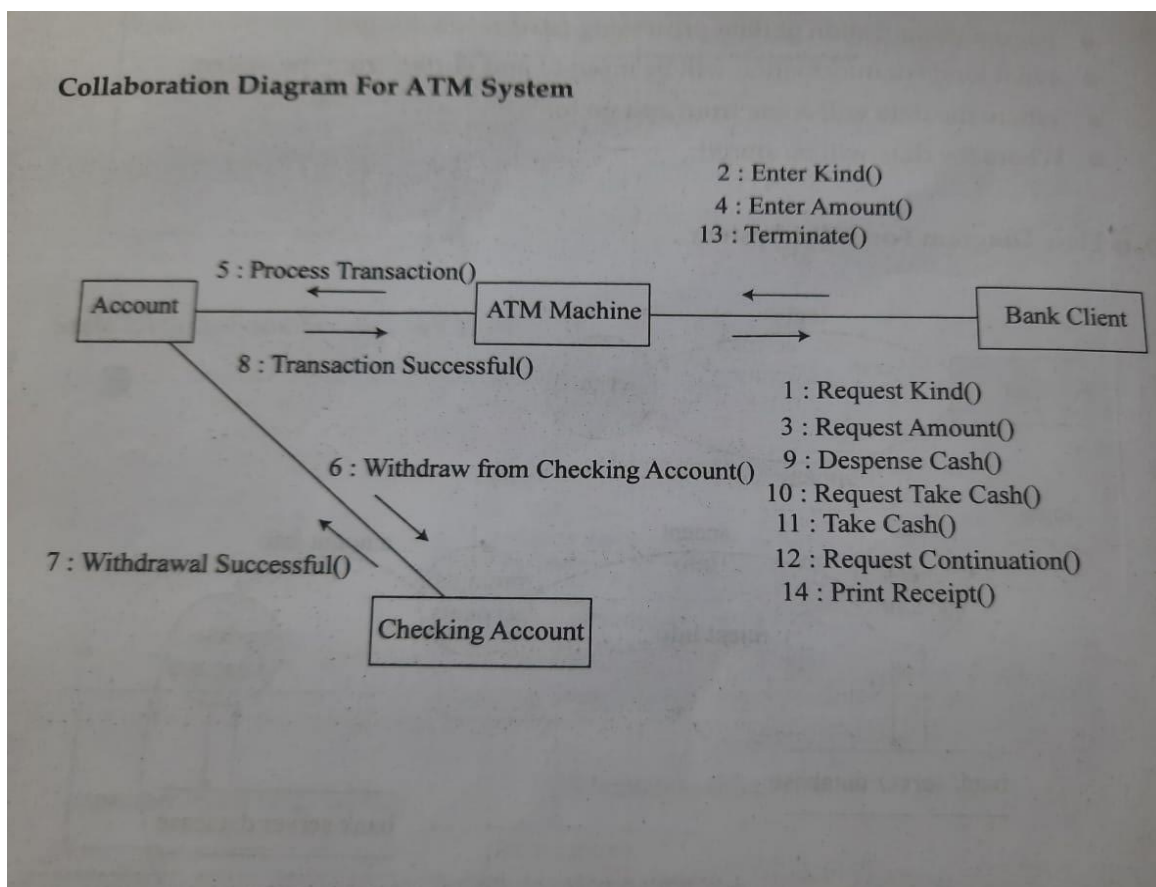 Collaboration Diagram For ATM System
2 : Enter Kind()
4 : Enter Amount()
13 : Terminate()
5 : Process Transaction()
Account
ATM Machine
Bank Client
8 : Transaction Successful()
1 : Request Kind()
3 : Request Amount()
6 : Withdraw from Checking Account()
9 : Despense Cash()
10 : Request Take Cash()
11 : Take Cash()
7 : Withdrawal Successful()
12 : Request Continuation()
14 : Print Receipt()
Checking Account